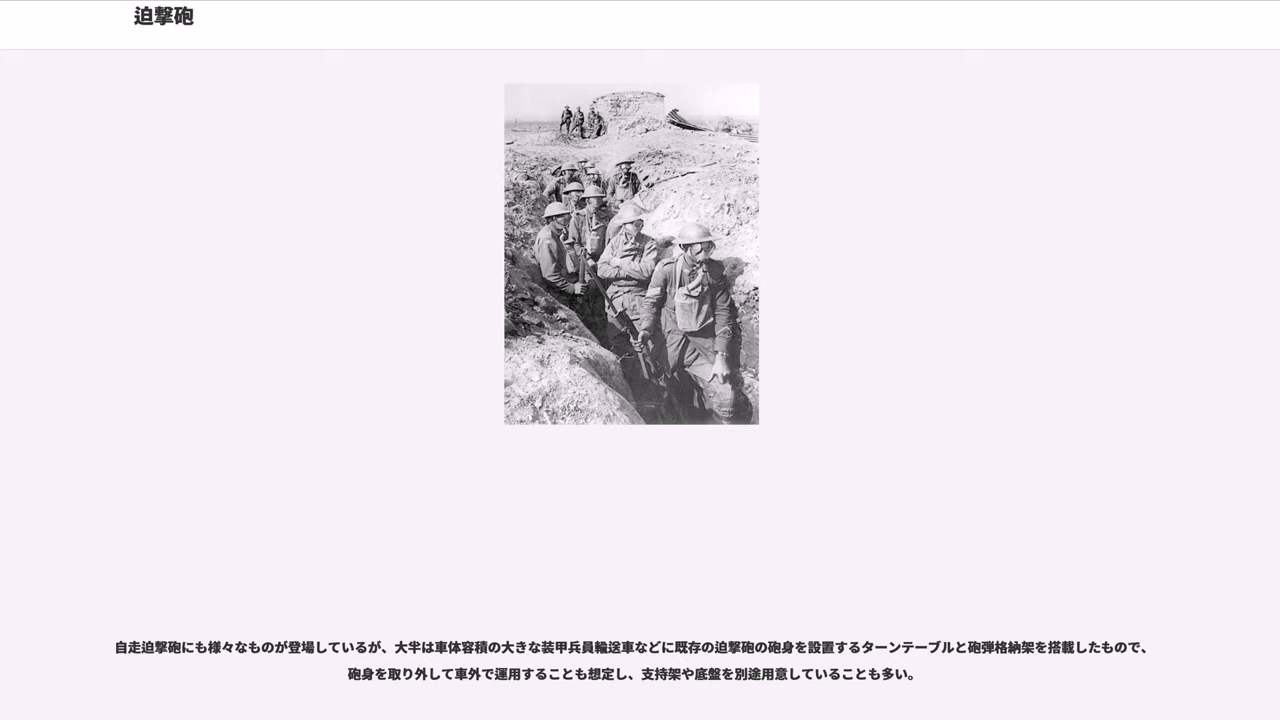 迫撃砲
自走迫撃砲にも様々なものが登場しているが、大半は車体容積の大きな装甲兵員輸送車などに既存の迫撃砲の砲身を設置するターンテーブルと砲弾格納架を搭載したもので、
砲身を取り外して車外で運用することも想定し、支持架や底盤を別途用意していることも多い。